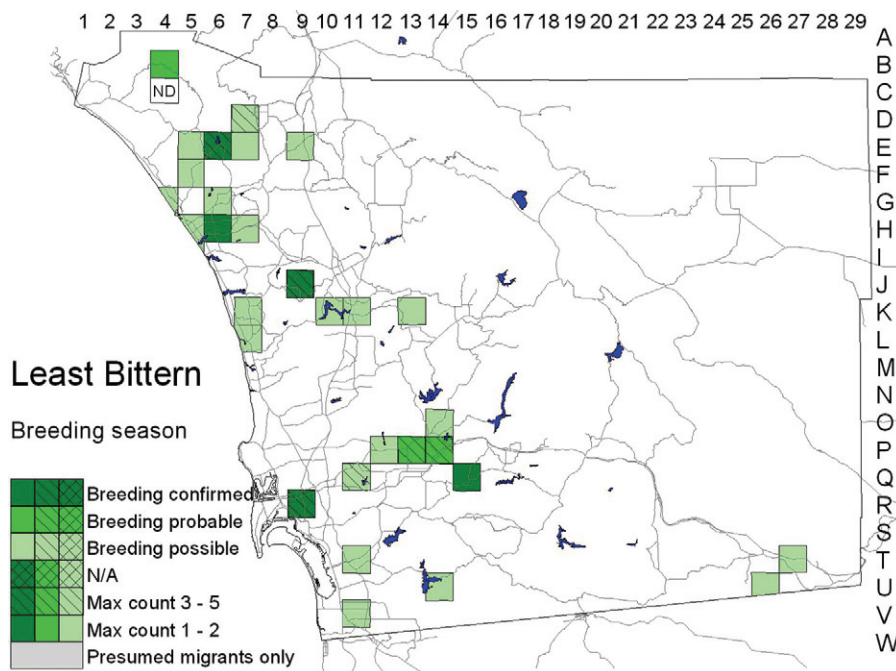 1 2 3 4 5 6 7 8 9 10 11 12 13 14 15 16 17 18 19 20 21 22 23 24 25 26 27 28 29
A
B
C
ND
D
E
F
G
H
I
J
K
L
M
N
O
P
Q
R
S
T
U
V
W
Least Bittern
Breeding season
Breeding confirmed
Breeding probable
Breeding possible
N/A
Max count 3 - 5
Max count 1 - 2
Presumed migrants only